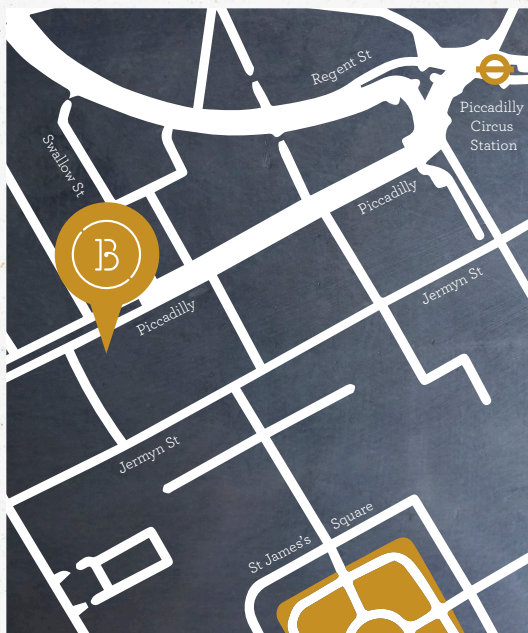 Regent St
Piccadilly
Circus
Station
Swallow St
Piccadilly
B
Jermyn St
Piccadilly
Jermyn St
St James's Square